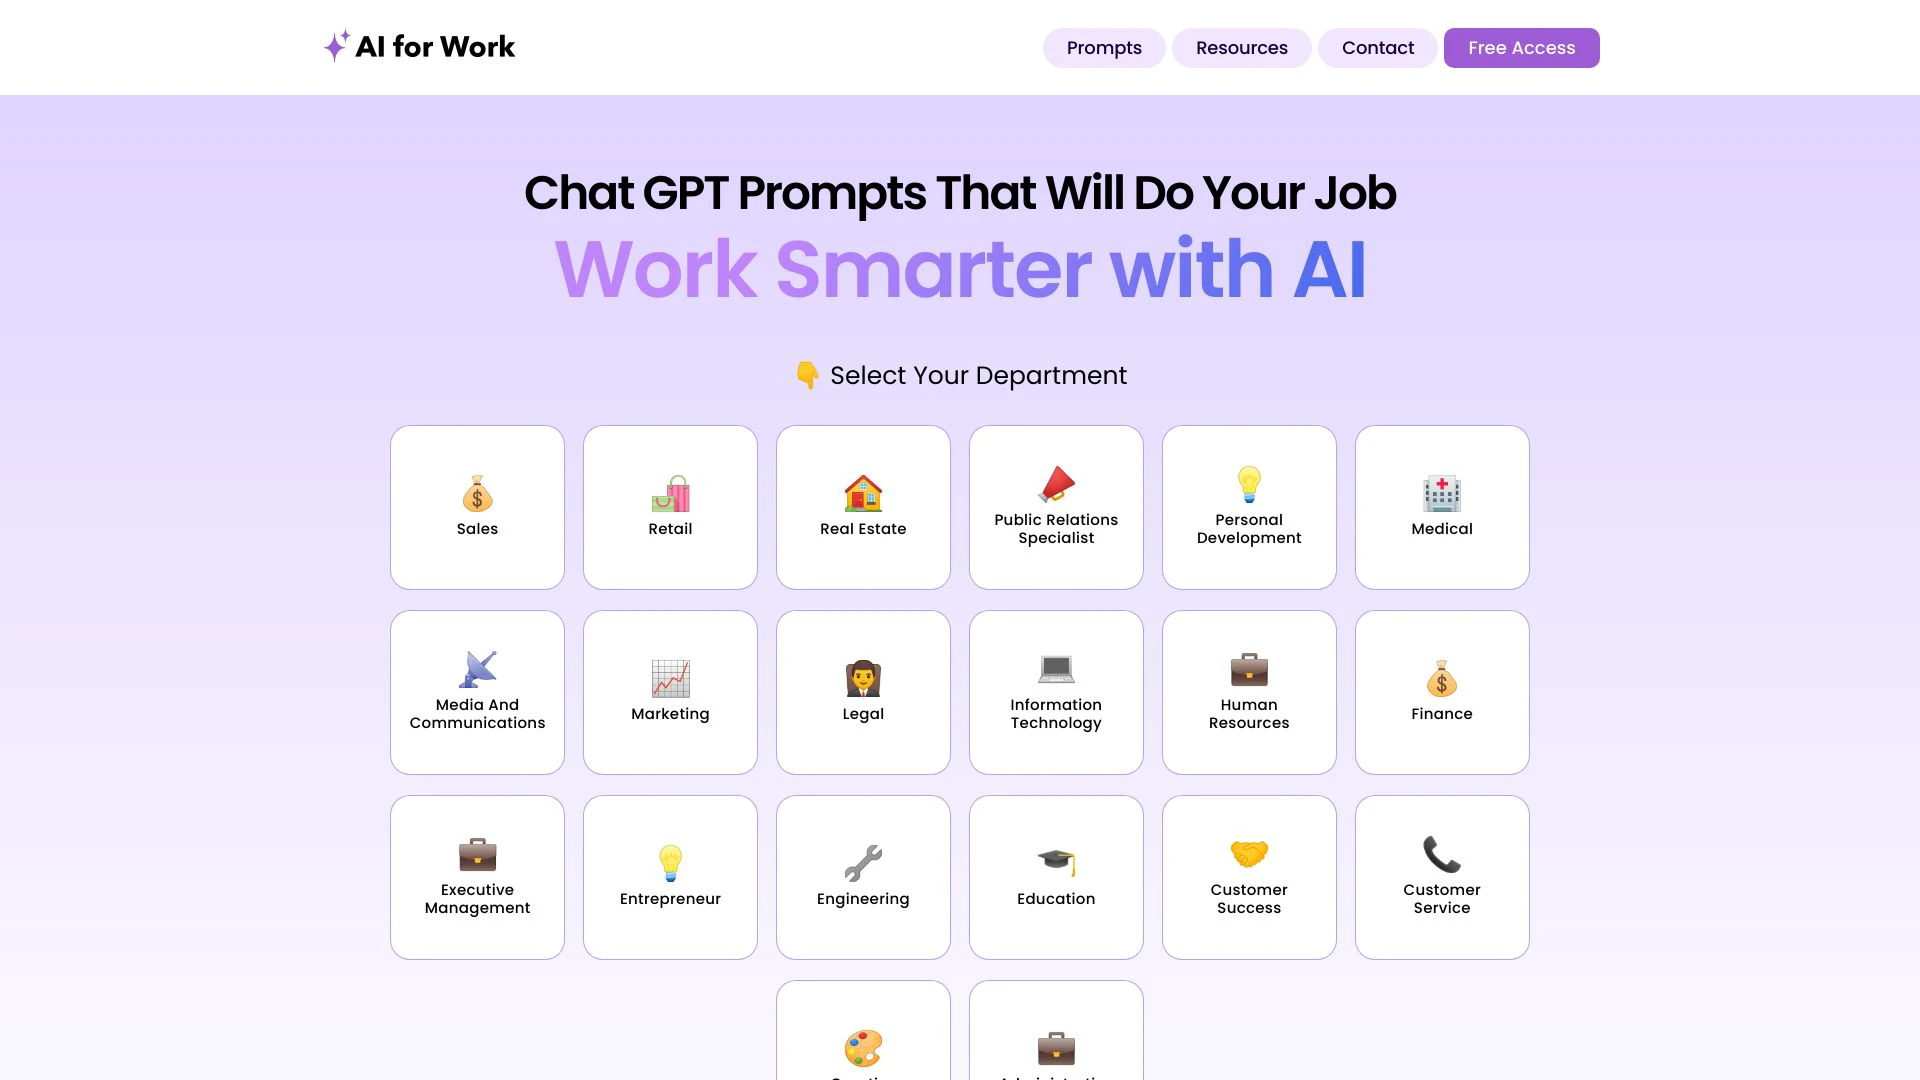 AI for Work
Prompts
Resources
Contact
Free Access
Chat GPT Prompts That Will Do Your Job
Work Smarter with AI
Select Your Department
Sales
Retail
Real Estate
Public Relations
Specialist
Personal
Development
Medical
Media And
Communications
Marketing
Legal
Information
Technology
Human
Resources
Finance
Executive
Management
Entrepreneur
Engineering
Education
Customer
Success
Customer
Service